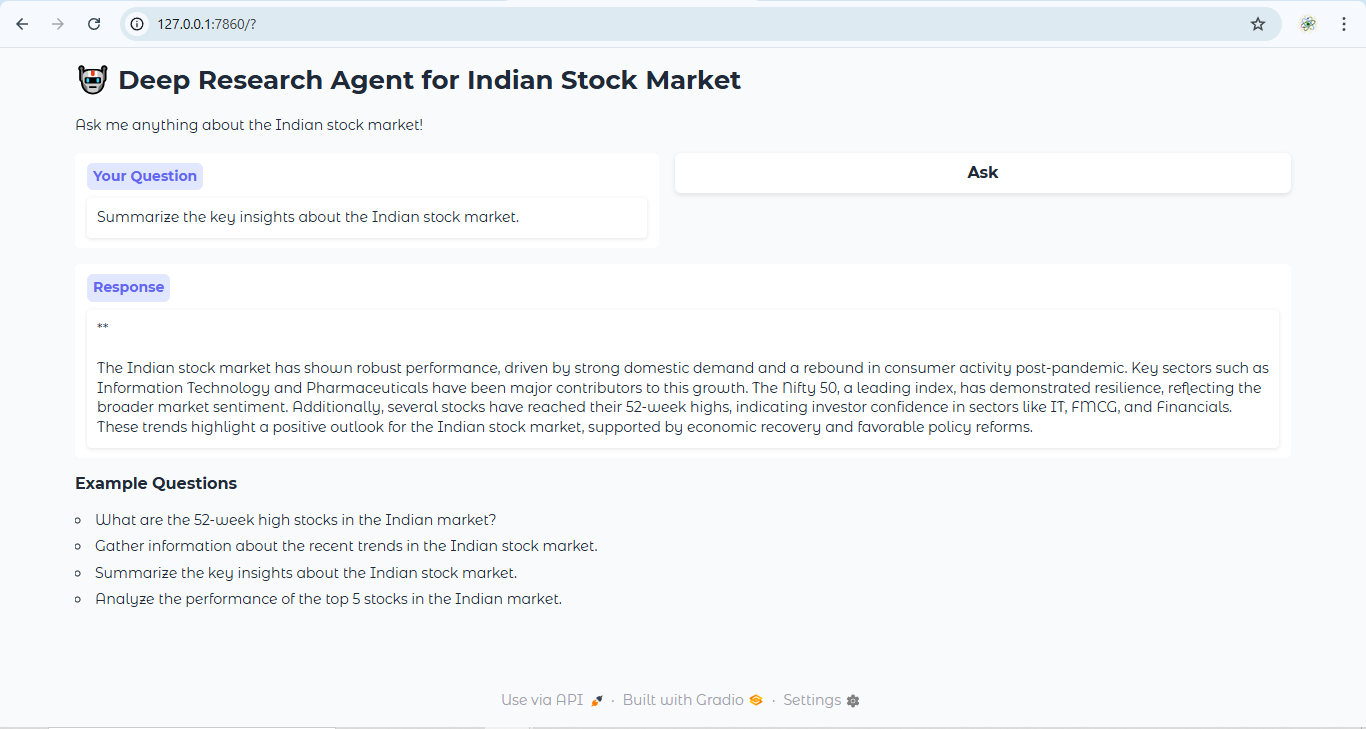 127.0.0.1:7860/?
Deep Research Agent for Indian Stock Market
Ask me anything about the Indian stock market!
Your Question
Summarize the key insights about the Indian stock market.
Ask
Response
**
The Indian stock market has shown robust performance, driven by strong domestic demand and a rebound in consumer activity post-pandemic. Key sectors such as
Information Technology and Pharmaceuticals have been major contributors to this growth. The Nifty 50, a leading index, has demonstrated resilience, reflecting the
broader market sentiment. Additionally, several stocks have reached their 52-week highs, indicating investor confidence in sectors like IT, FMCG, and Financials.
These trends highlight a positive outlook for the Indian stock market, supported by economic recovery and favorable policy reforms.
Example Questions
What are the 52-week high stocks in the Indian market?
Gather information about the recent trends in the Indian stock market.
Summarize the key insights about the Indian stock market.
Analyze the performance of the top 5 stocks in the Indian market.
Use via API · Built with Gradio · Settings